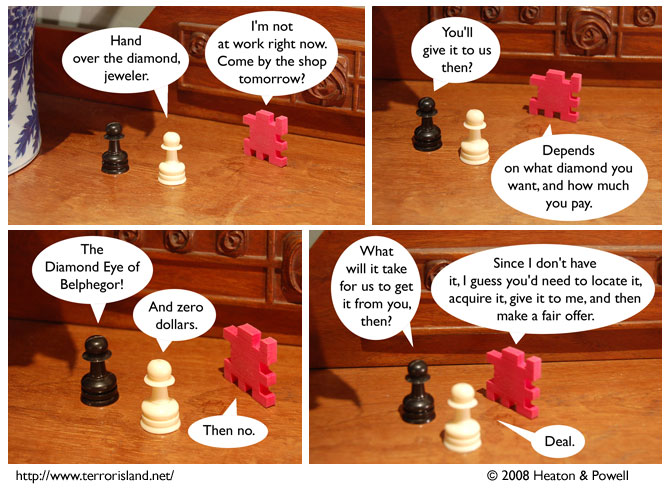 Hand
over the diamond,
jeweler.
I'm not
at work right now.
Come by the shop
tomorrow?
You'll
give it to us
then?
Depends
on what diamond you
want, and how much
you pay.
The
Diamond Eye of
Belphegor!
And zero
dollars.
Then no.
What
will it take
for us to get
it from you,
then?
Since I don't have
it, I guess you'd need to locate it,
acquire it, give it to me, and then
make a fair offer.
Deal.
http://www.terrorisland.net/
© 2008 Heaton & Powell